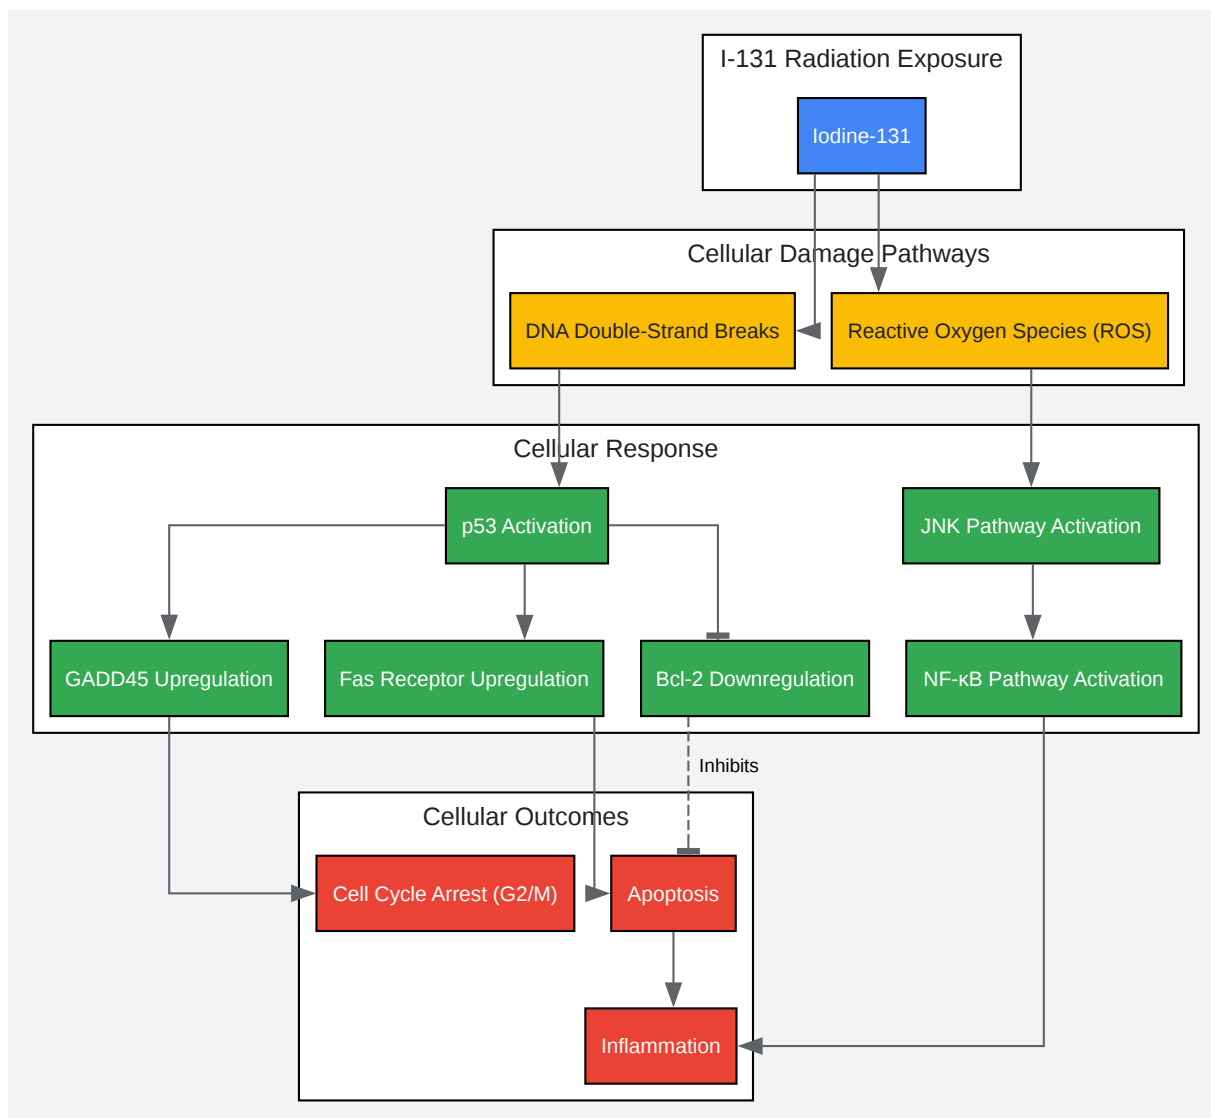 I-131 Radiation Exposure
Iodine-131
Cellular Damage Pathways
DNA Double-Strand Breaks
Reactive Oxygen Species (ROS)
Cellular Response
p53 Activation
JNK Pathway Activation
GADD45 Upregulation
Fas Receptor Upregulation
Bcl-2 Downregulation
NF-κB Pathway Activation
Inhibits
Cellular Outcomes
Cell Cycle Arrest (G2/M)
Apoptosis
Inflammation